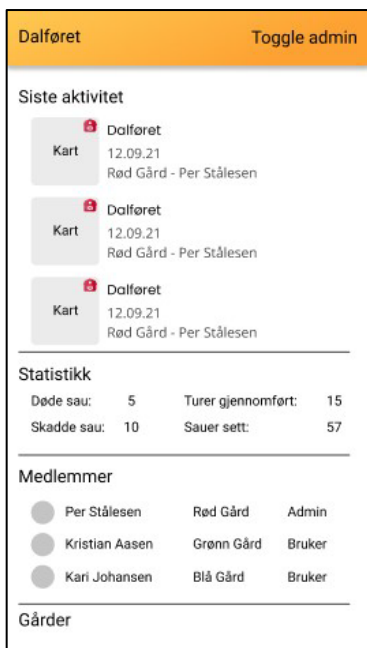 Dalføret Toggle admin
Siste aktivitet
Kart
Dalføret
12.09.21
Rød Gård - Per Stålesen
Kart
Dalføret
12.09.21
Rød Gård - Per Stålesen
Kart
Dalføret
12.09.21
Rød Gård - Per Stålesen
Statistikk
Døde sau: 5 Turer gjennomført: 15
Skadde sau: 10 Sauer sett: 57
Medlemmer
Per Stålesen Rød Gård Admin
Kristian Aasen Grønn Gård Bruker
Kari Johansen Blå Gård Bruker
Gårder